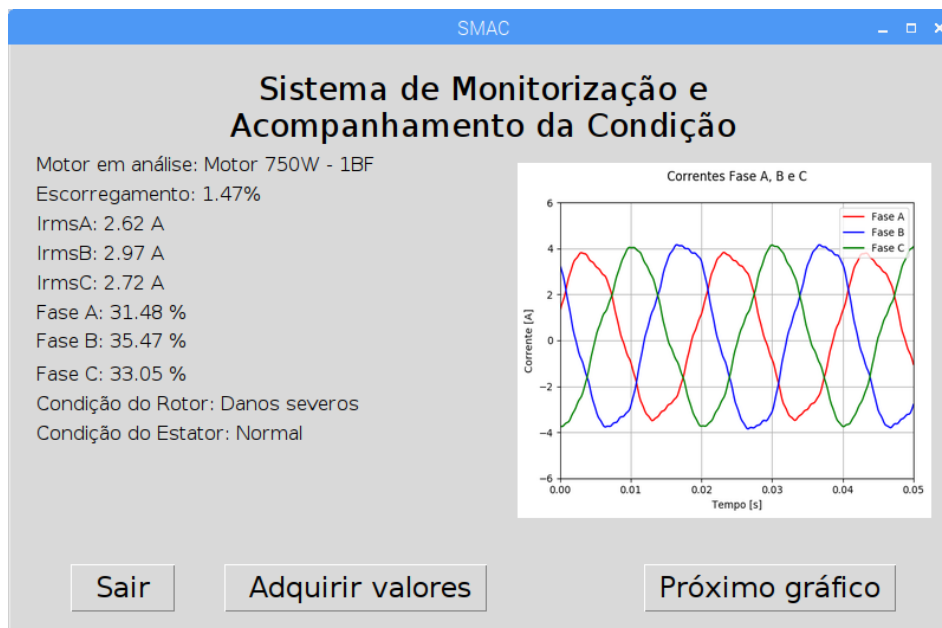 SMAC
Sistema de Monitorização e
Acompanhamento da Condição
Motor em análise: Motor 750W - 1BF
Escorregamento: 1.47%
IrmsA: 2.62 A
IrmsB: 2.97 A
IrmsC: 2.72 A
Fase A: 31.48 %
Fase B: 35.47 %
Fase C: 33.05 %
Condição do Rotor: Danos severos
Condição do Estator: Normal
Correntes Fase A, B e C
Fase A
Fase B
Fase C
Corrente [A]
6
4
2
0
−2
−4
−6
0.00 0.01 0.02 0.03 0.04 0.05
Tempo [s]
Sair Adquirir valores Próximo gráfico